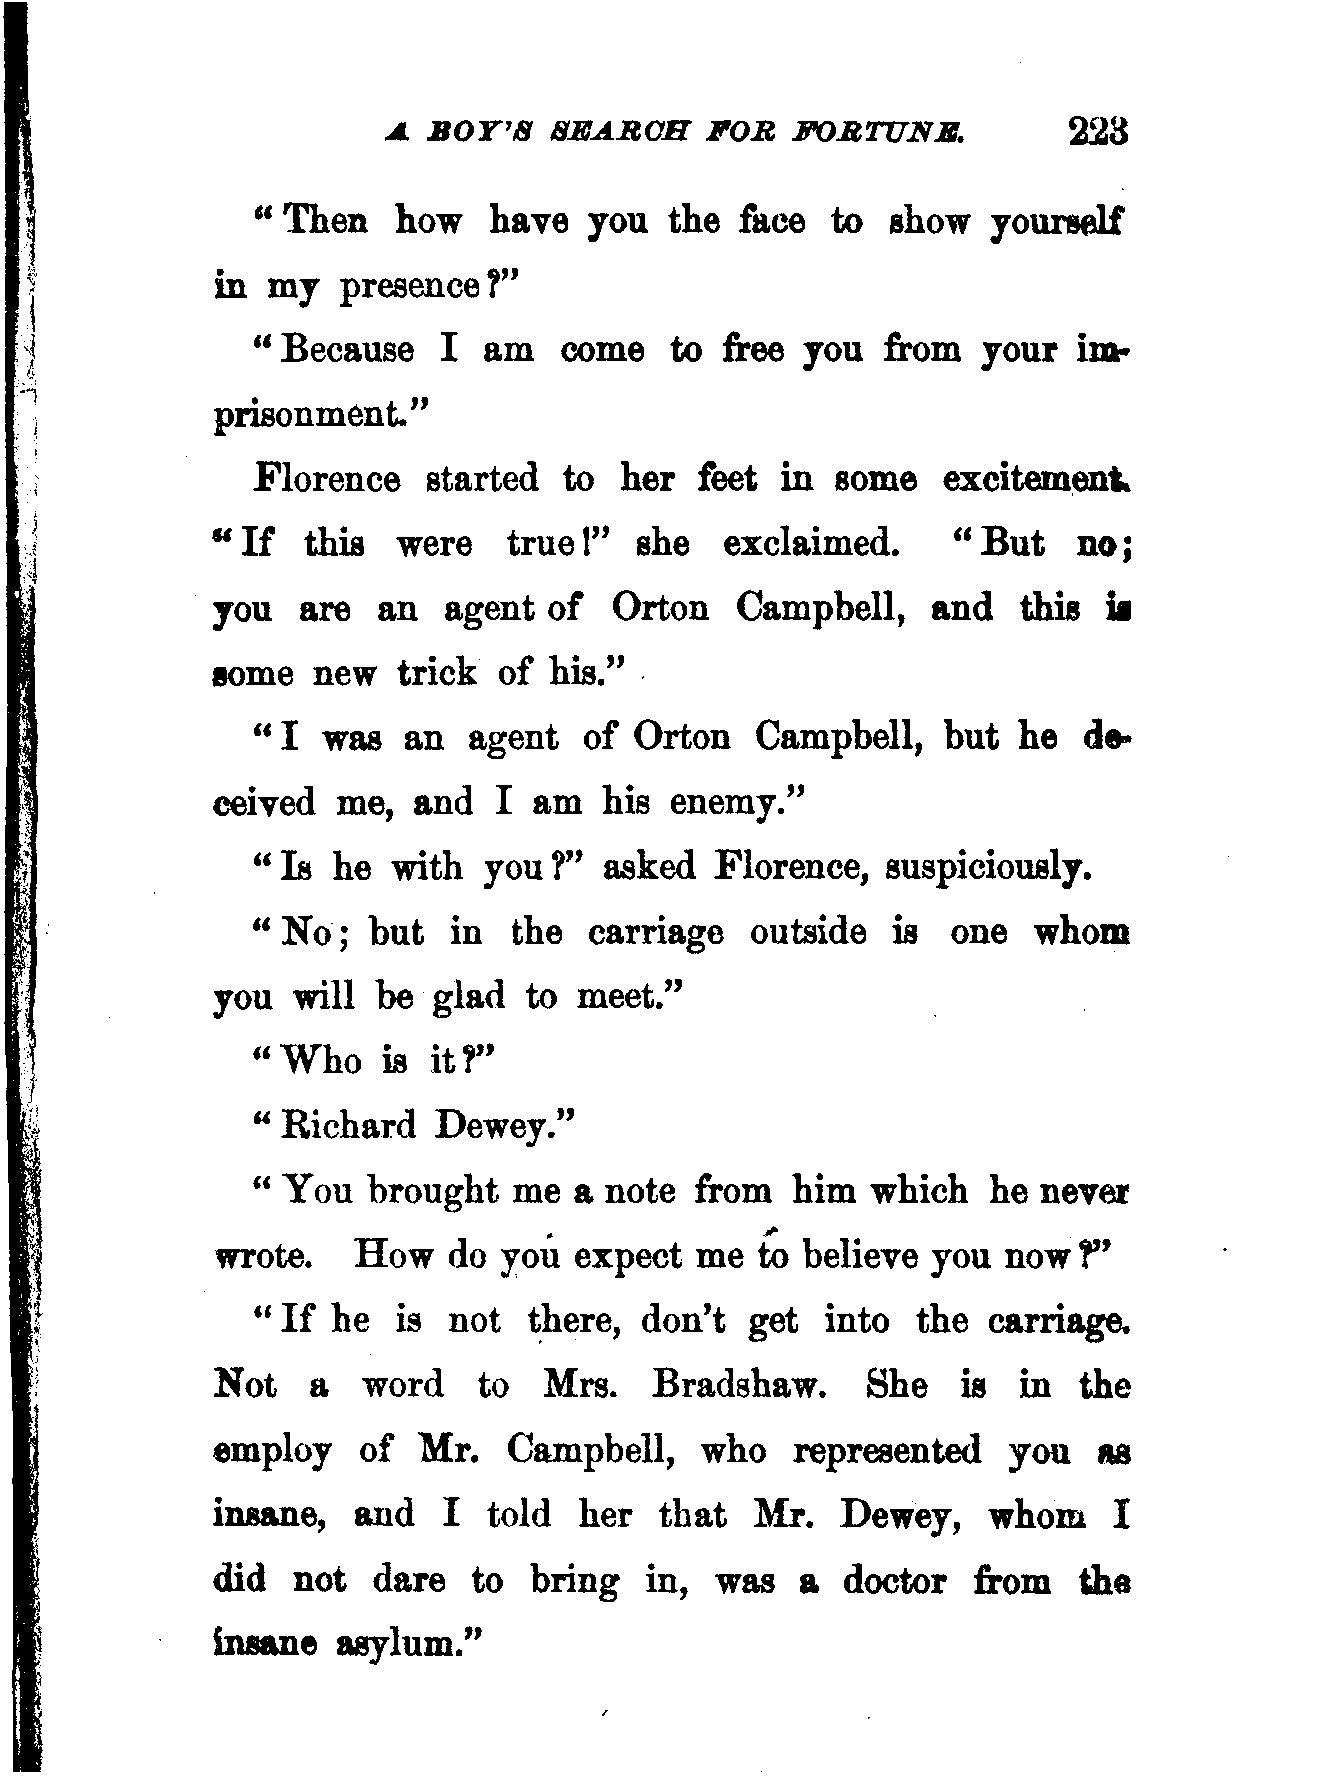 A BOY'S SEARCH FOR FORTUNE. 223
“Then how have you the face to show yourself
in my presence?”
“Because I am come to free you from your im-
prisonment.”
Florence started to her feet in some excitement.
“If this were true!” she exclaimed. “But no;
you are an agent of Orton Campbell, and this is
some new trick of his.”
“I was an agent of Orton Campbell, but he de-
ceived me, and I am his enemy.”
“Is he with you?” asked Florence, suspiciously.
“No; but in the carriage outside is one whom
you will be glad to meet.”
“Who is it?”
“Richard Dewey.”
“You brought me a note from him which he never
wrote. How do you expect me to believe you now?”
“If he is not there, don't get into the carriage.
Not a word to Mrs. Bradshaw. She is in the
employ of Mr. Campbell, who represented you as
insane, and I told her that Mr. Dewey, whom I
did not dare to bring in, was a doctor from the
insane asylum.”